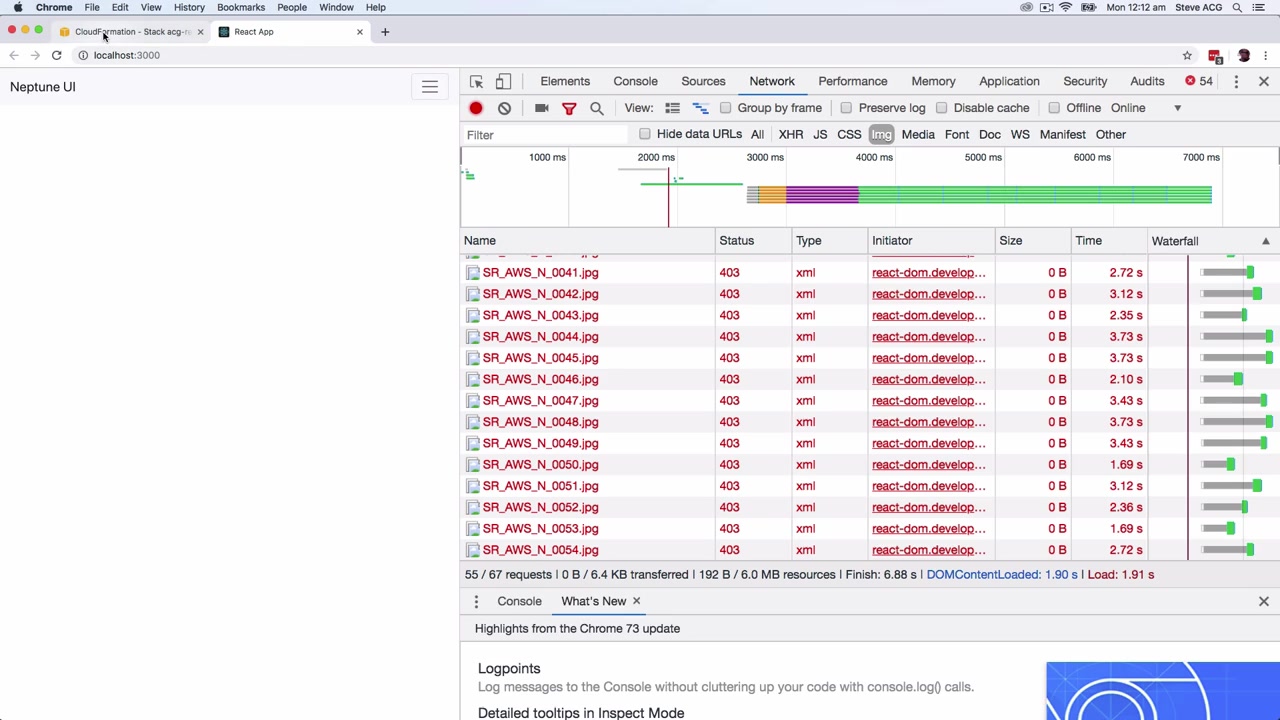 Chrome File Edit View History Bookmarks People Window Help Mon 12:12 am Steve ACG
CloudFormation - Stack acg-re React App
localhost:3000
Neptune UI
Elements Console Sources Network Performance Memory Application Security Audits 54
View: Group by frame Preserve log Disable cache Offline Online
Filter Hide data URLs All XHR JS CSS Img Media Font Doc WS Manifest Other
1000 ms 2000 ms 3000 ms 4000 ms 5000 ms 6000 ms 7000 ms
Name Status Type Initiator Size Time Waterfall
SR_AWS_N_0041.jpg 403 xml react-dom.develop… 0 B 2.72 s
SR_AWS_N_0042.jpg 403 xml react-dom.develop… 0 B 3.12 s
SR_AWS_N_0043.jpg 403 xml react-dom.develop… 0 B 2.35 s
SR_AWS_N_0044.jpg 403 xml react-dom.develop… 0 B 3.73 s
SR_AWS_N_0045.jpg 403 xml react-dom.develop… 0 B 3.73 s
SR_AWS_N_0046.jpg 403 xml react-dom.develop… 0 B 2.10 s
SR_AWS_N_0047.jpg 403 xml react-dom.develop… 0 B 3.43 s
SR_AWS_N_0048.jpg 403 xml react-dom.develop… 0 B 3.73 s
SR_AWS_N_0049.jpg 403 xml react-dom.develop… 0 B 3.43 s
SR_AWS_N_0050.jpg 403 xml react-dom.develop… 0 B 1.69 s
SR_AWS_N_0051.jpg 403 xml react-dom.develop… 0 B 3.12 s
SR_AWS_N_0052.jpg 403 xml react-dom.develop… 0 B 2.36 s
SR_AWS_N_0053.jpg 403 xml react-dom.develop… 0 B 1.69 s
SR_AWS_N_0054.jpg 403 xml react-dom.develop… 0 B 2.72 s
55 / 67 requests | 0 B / 6.4 KB transferred | 192 B / 6.0 MB resources | Finish: 6.88 s | DOMContentLoaded: 1.90 s | Load: 1.91 s
Console What's New
Highlights from the Chrome 73 update
Logpoints
Log messages to the Console without cluttering up your code with console.log() calls.
Detailed tooltips in Inspect Mode